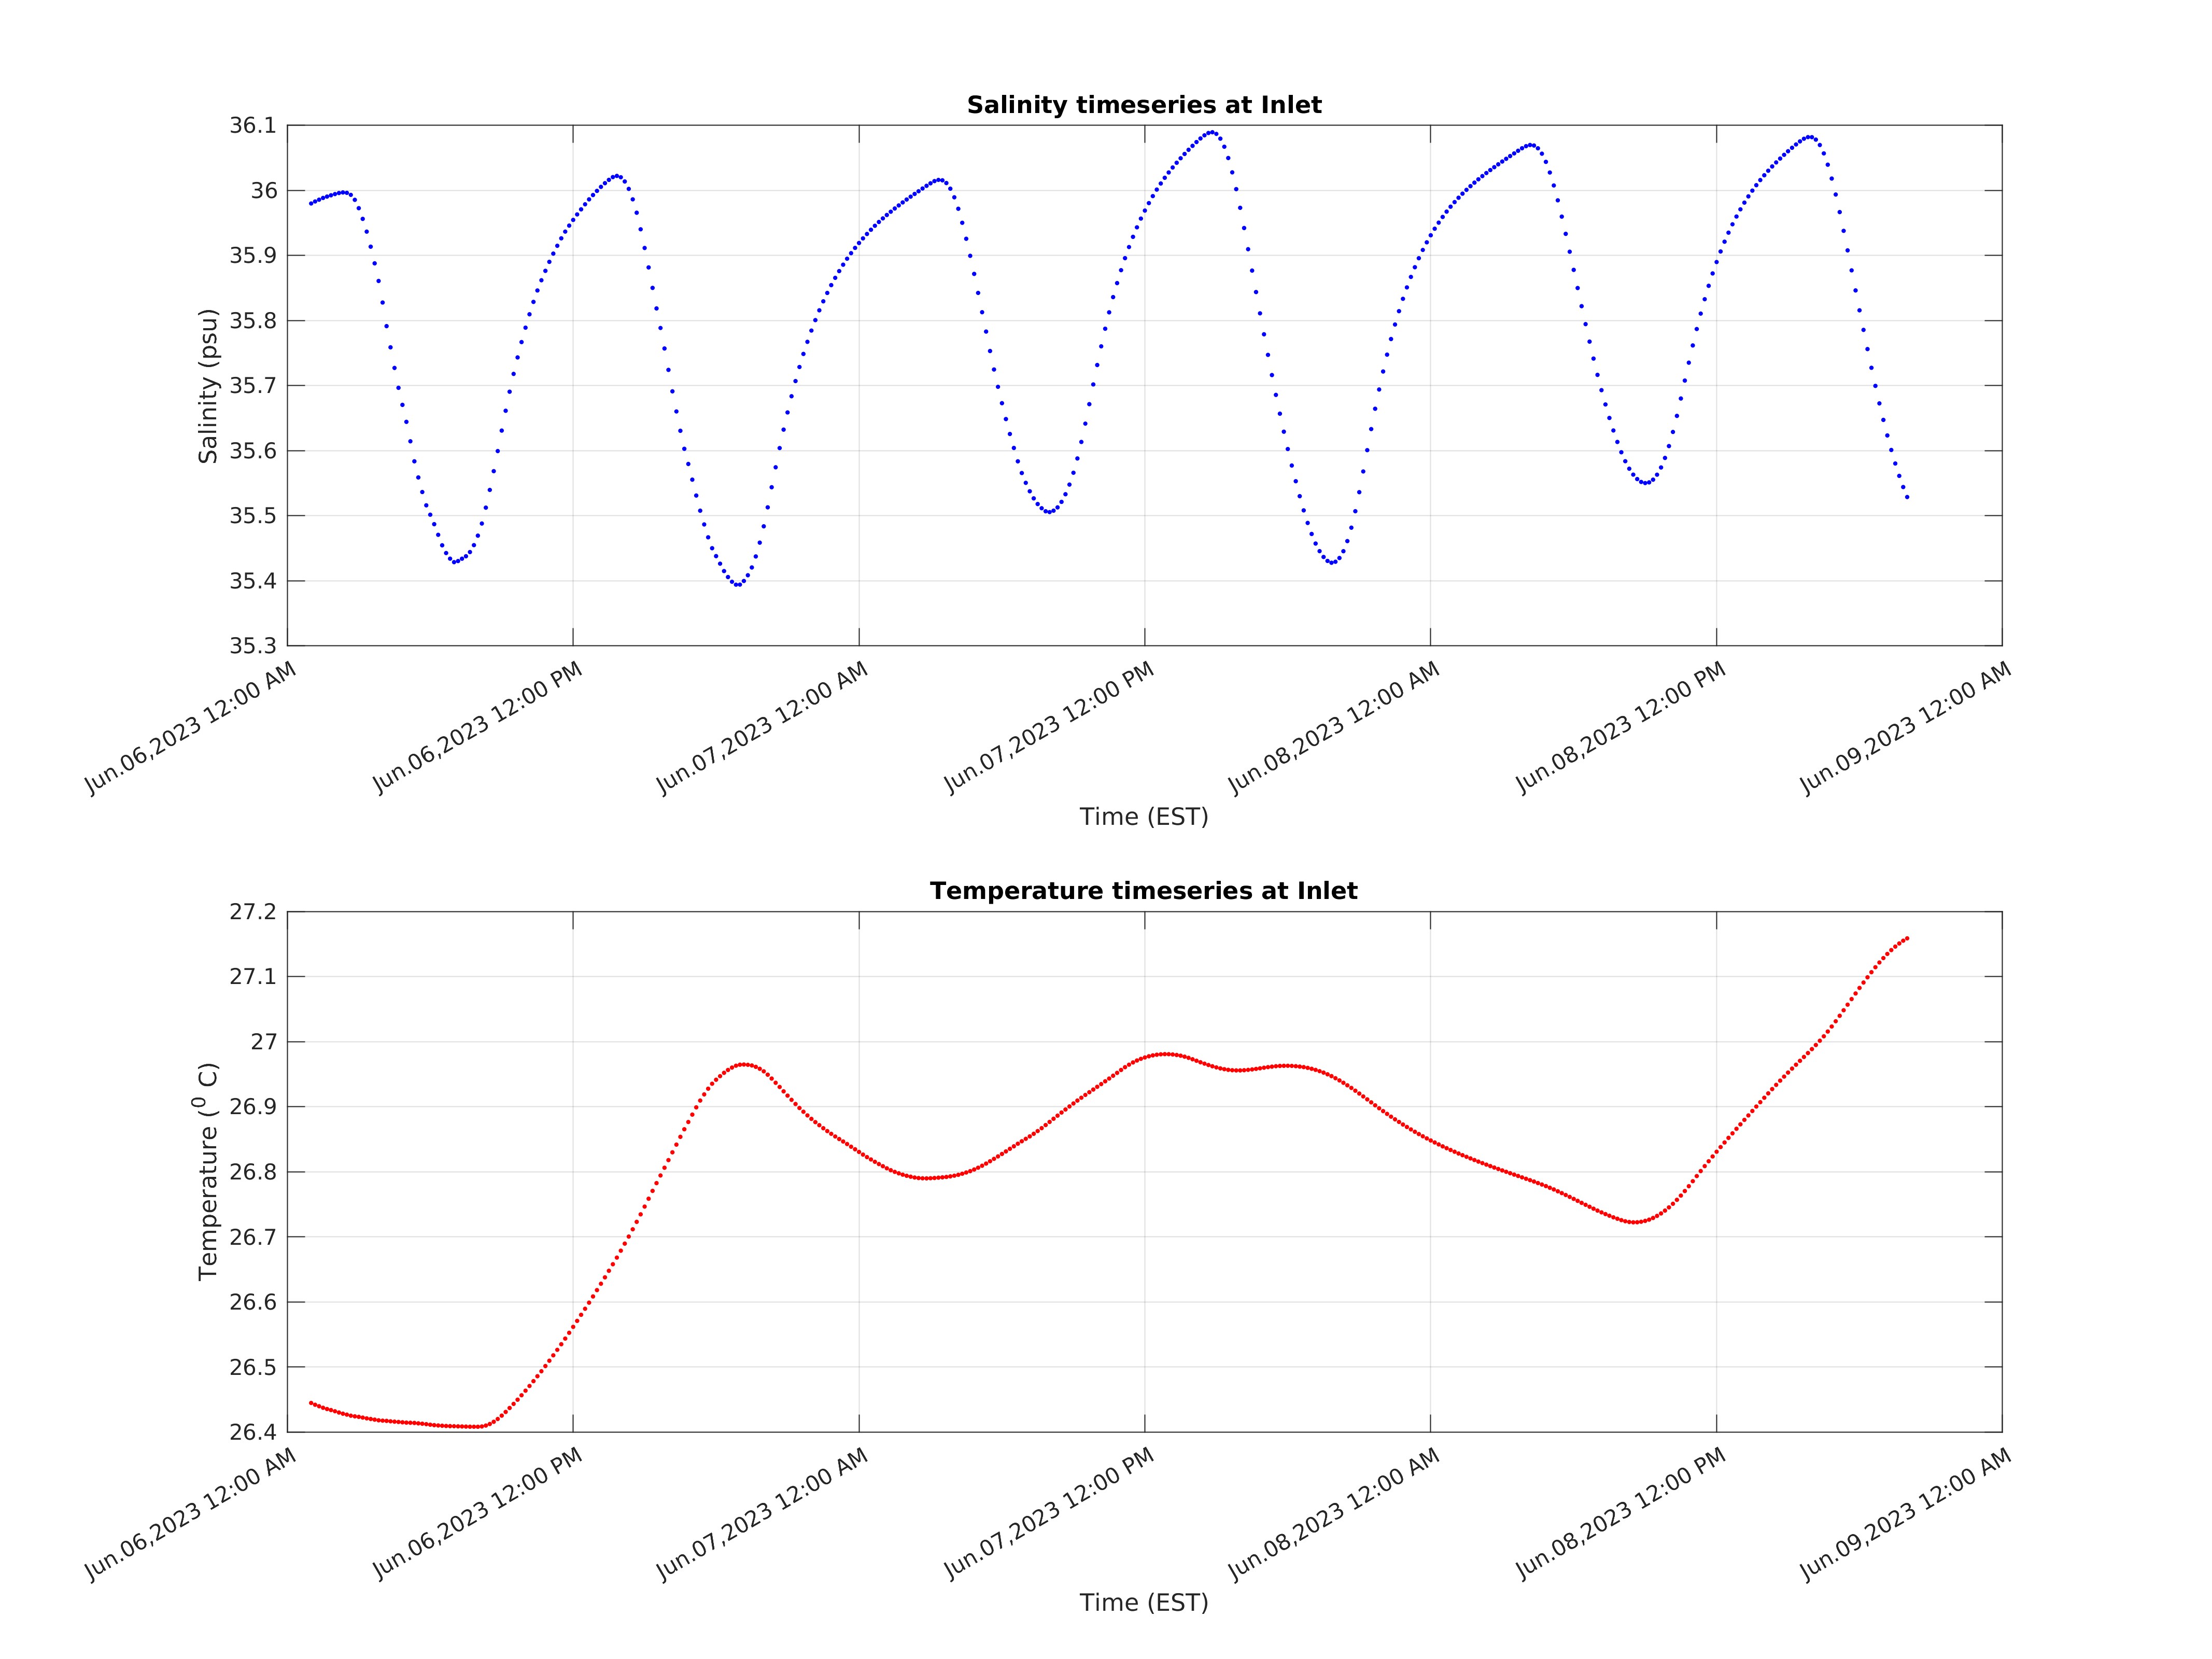 Salinity timeseries at Inlet
Salinity (psu)
36.1
36
35.9
35.8
35.7
35.6
35.5
35.4
35.3
Jun.06,2023 12:00 AM
Jun.06,2023 12:00 PM
Jun.07,2023 12:00 AM
Jun.07,2023 12:00 PM
Jun.08,2023 12:00 AM
Jun.08,2023 12:00 PM
Jun.09,2023 12:00 AM
Time (EST)
Temperature timeseries at Inlet
Temperature (⁰ C)
27.2
27.1
27
26.9
26.8
26.7
26.6
26.5
26.4
Jun.06,2023 12:00 AM
Jun.06,2023 12:00 PM
Jun.07,2023 12:00 AM
Jun.07,2023 12:00 PM
Jun.08,2023 12:00 AM
Jun.08,2023 12:00 PM
Jun.09,2023 12:00 AM
Time (EST)